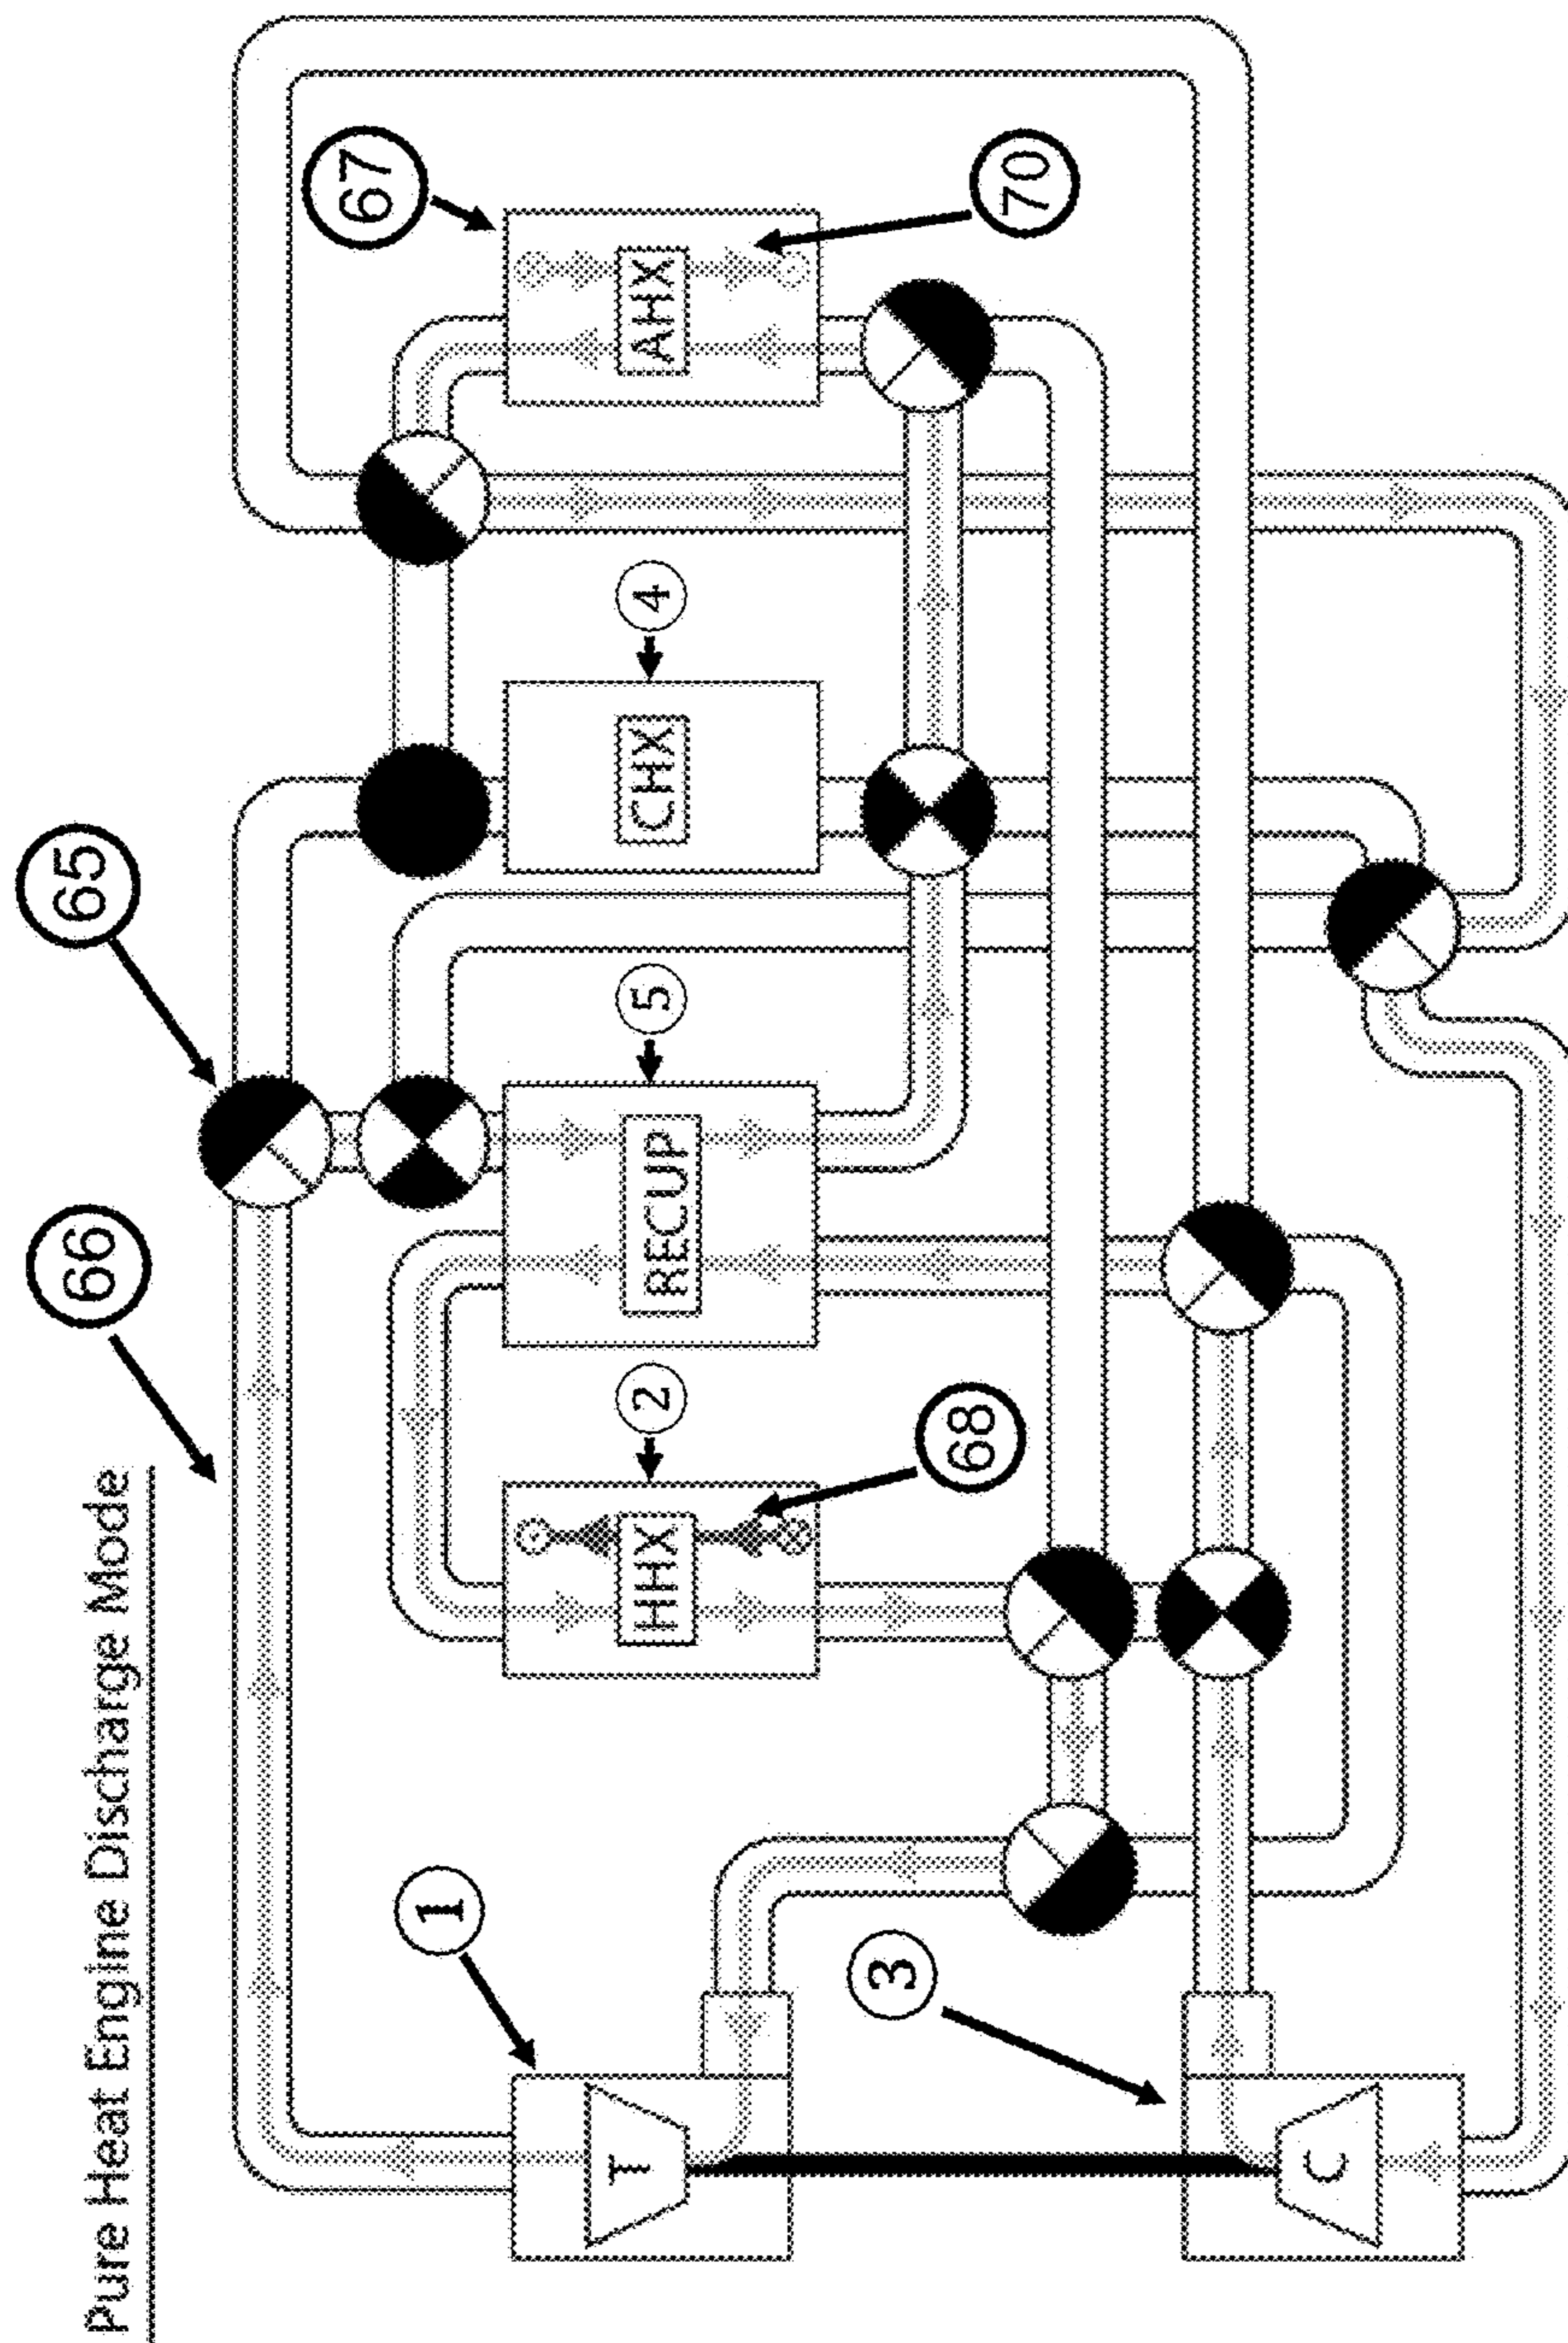 Pure Heat Engine Discharge Mode
66
65
67
1
T
2
HHX
68
5
RECUP
4
CHX
AHX
70
3
C